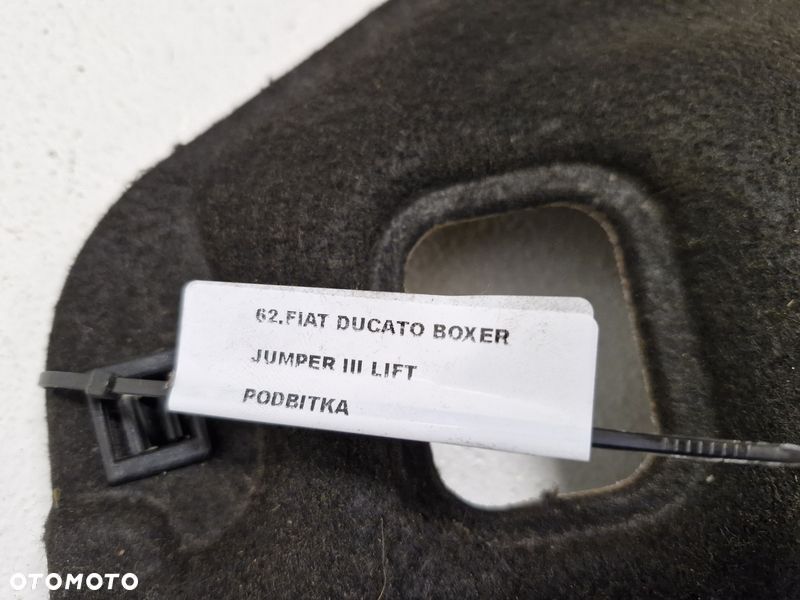 62.FIAT DUCATO BOXER
JUMPER III LIFT
PODBITKA
OTOMOTO